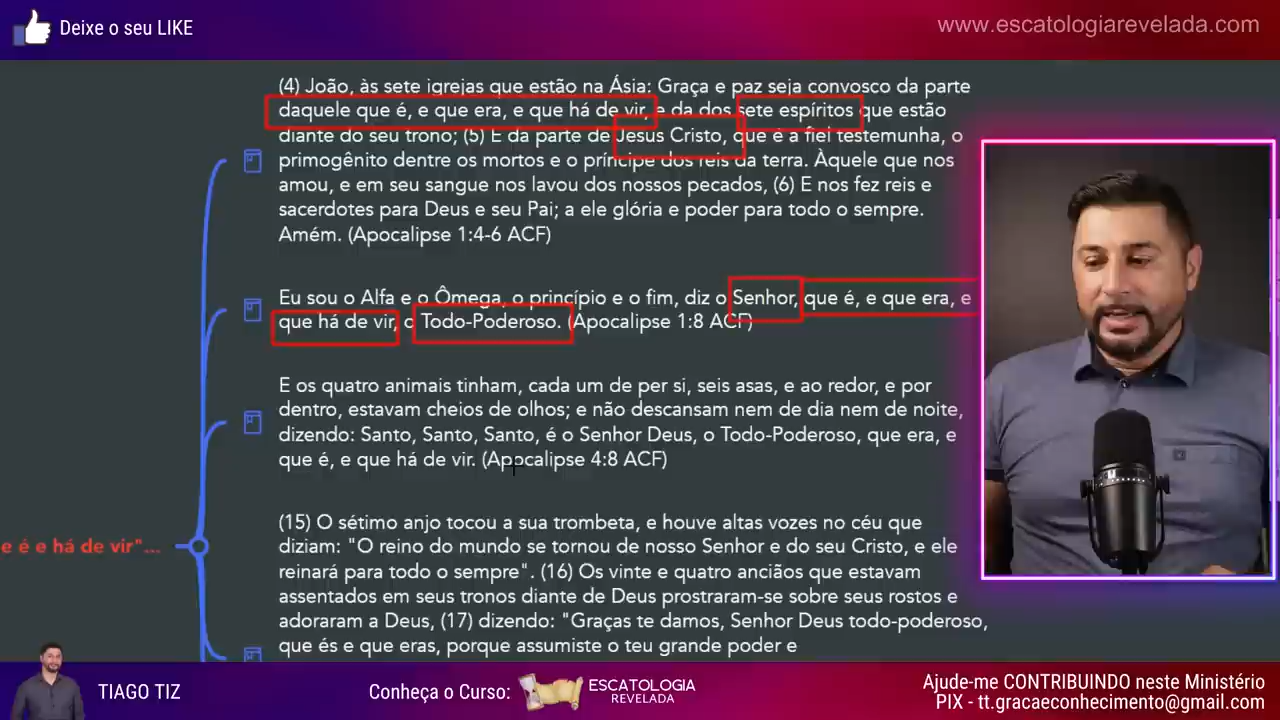 Deixe o seu LIKE
www.escatologiarevelada.com
(4) João, às sete igrejas que estão na Ásia: Graça e paz seja convosco da parte
daquele que é, e que era, e que há de vir, e da dos sete espíritos que estão
diante do seu trono; (5) E da parte de Jesus Cristo, que é a fiel testemunha, o
primogênito dentre os mortos e o príncipe dos reis da terra. Àquele que nos
amou, e em seu sangue nos lavou dos nossos pecados, (6) E nos fez reis e
sacerdotes para Deus e seu Pai; a ele glória e poder para todo o sempre.
Amém. (Apocalipse 1:4-6 ACF)
Eu sou o Alfa e o Ômega, o princípio e o fim, diz o Senhor, que é, e que era, e
que há de vir, o Todo-Poderoso. (Apocalipse 1:8 ACF)
E os quatro animais tinham, cada um de per si, seis asas, e ao redor, e por
dentro, estavam cheios de olhos; e não descansam nem de dia nem de noite,
dizendo: Santo, Santo, Santo, é o Senhor Deus, o Todo-Poderoso, que era, e
que é, e que há de vir. (Apocalipse 4:8 ACF)
e é e há de vir"...
(15) O sétimo anjo tocou a sua trombeta, e houve altas vozes no céu que
diziam: "O reino do mundo se tornou de nosso Senhor e do seu Cristo, e ele
reinará para todo o sempre". (16) Os vinte e quatro anciãos que estavam
assentados em seus tronos diante de Deus prostraram-se sobre seus rostos e
adoraram a Deus, (17) dizendo: "Graças te damos, Senhor Deus todo-poderoso,
que és e que eras, porque assumiste o teu grande poder e
TIAGO TIZ
Conheça o Curso:
ESCATOLOGIA
REVELADA
Ajude-me CONTRIBUINDO neste Ministério
PIX - tt.gracaeconhecimento@gmail.com